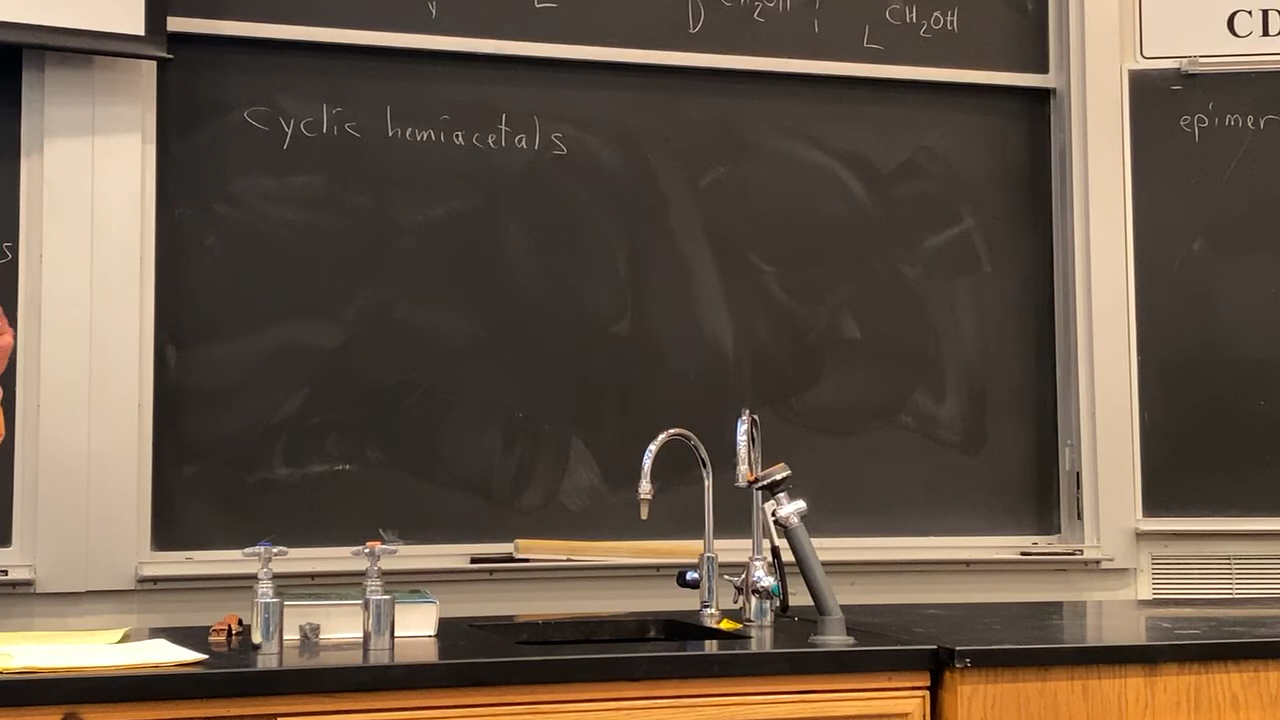 D CH₂OH
L CH₂OH
cyclic hemiacetals
CD
epimer
s